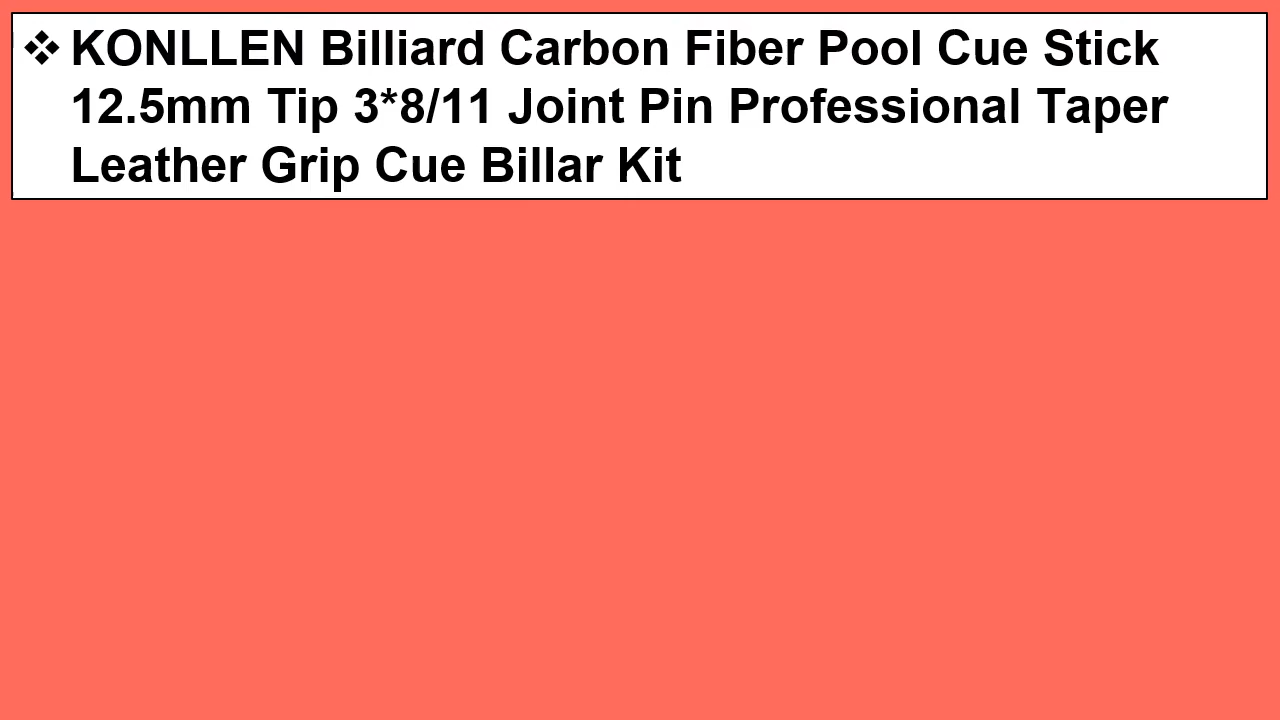 ❖ KONLLEN Billiard Carbon Fiber Pool Cue Stick
12.5mm Tip 3*8/11 Joint Pin Professional Taper
Leather Grip Cue Billar Kit